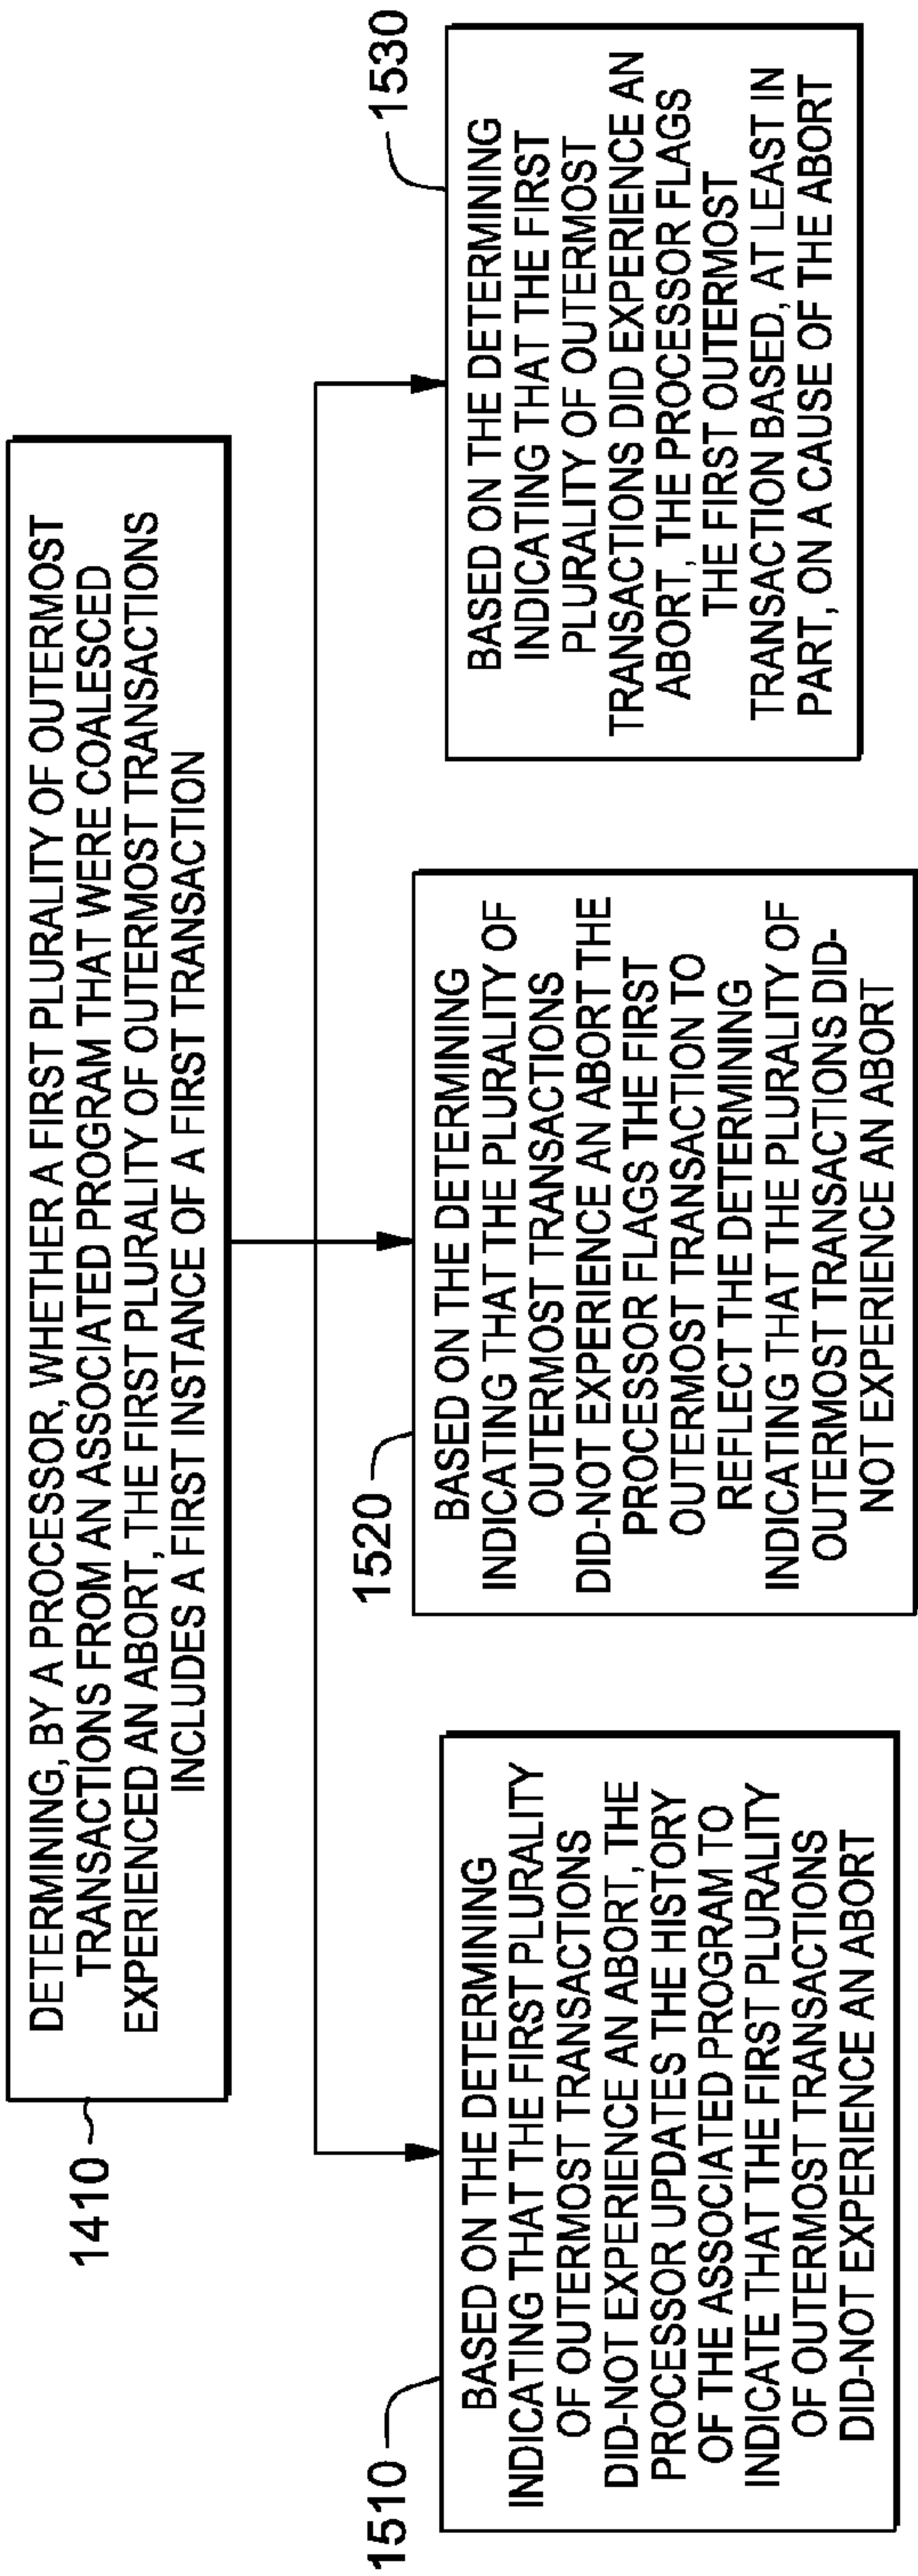 1410
DETERMINING, BY A PROCESSOR, WHETHER A FIRST PLURALITY OF OUTERMOST
TRANSACTIONS FROM AN ASSOCIATED PROGRAM THAT WERE COALESCED
EXPERIENCED AN ABORT, THE FIRST PLURALITY OF OUTERMOST TRANSACTIONS
INCLUDES A FIRST INSTANCE OF A FIRST TRANSACTION
1510
BASED ON THE DETERMINING
INDICATING THAT THE FIRST PLURALITY
OF OUTERMOST TRANSACTIONS
DID-NOT EXPERIENCE AN ABORT, THE
PROCESSOR UPDATES THE HISTORY
OF THE ASSOCIATED PROGRAM TO
INDICATE THAT THE FIRST PLURALITY
OF OUTERMOST TRANSACTIONS
DID-NOT EXPERIENCE AN ABORT
1520
BASED ON THE DETERMINING
INDICATING THAT THE PLURALITY OF
OUTERMOST TRANSACTIONS
DID-NOT EXPERIENCE AN ABORT THE
PROCESSOR FLAGS THE FIRST
OUTERMOST TRANSACTION TO
REFLECT THE DETERMINING
INDICATING THAT THE PLURALITY OF
OUTERMOST TRANSACTIONS DID-
NOT EXPERIENCE AN ABORT
1530
BASED ON THE DETERMINING
INDICATING THAT THE FIRST
PLURALITY OF OUTERMOST
TRANSACTIONS DID EXPERIENCE AN
ABORT, THE PROCESSOR FLAGS
THE FIRST OUTERMOST
TRANSACTION BASED, AT LEAST IN
PART, ON A CAUSE OF THE ABORT